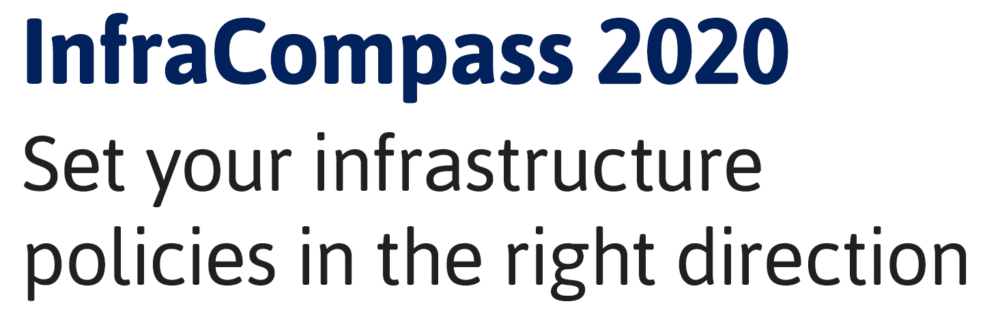 InfraCompass 2020
Set your infrastructure
policies in the right direction